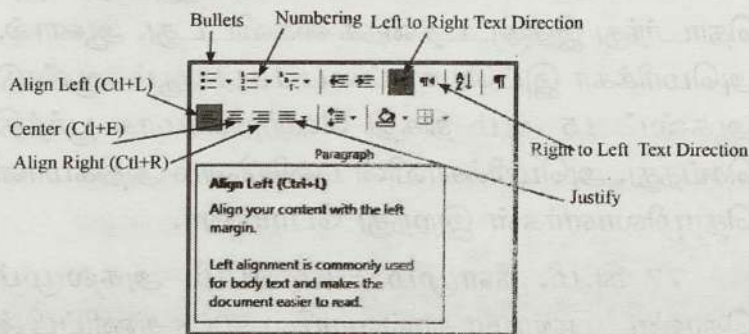 Bullets
Numbering
Left to Right Text Direction
Align Left (Ctl+L)
Center (Ctl+E)
Align Right (Ctl+R)
Right to Left Text Direction
Justify
Paragraph
Align Left (Ctrl+L)
Align your content with the left
margin.
Left alignment is commonly used
for body text and makes the
document easier to read.